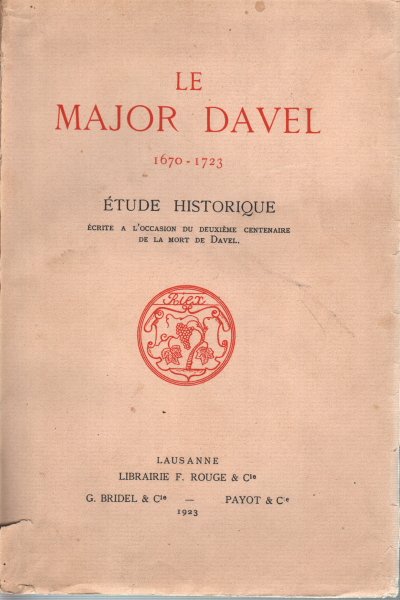 LE
MAJOR DAVEL
1670-1723
ÉTUDE HISTORIQUE
ÉCRITE A L'OCCASION DU DEUXIÈME CENTENAIRE
DE LA MORT DE DAVEL.
Riex
LAUSANNE
LIBRAIRIE F. ROUGE & Cie
G. BRIDEL & Cie — PAYOT & Cie
1923